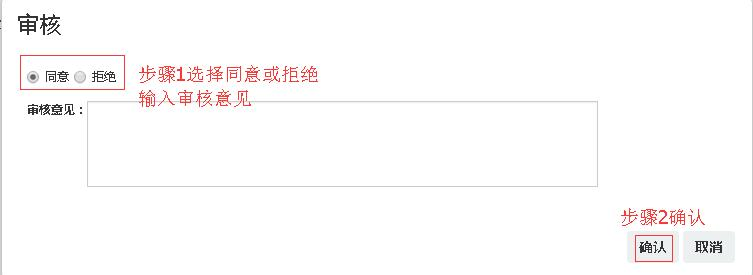 审核
同意 拒绝
步骤1选择同意或拒绝
输入审核意见
审核意见：
步骤2确认
确认 取消